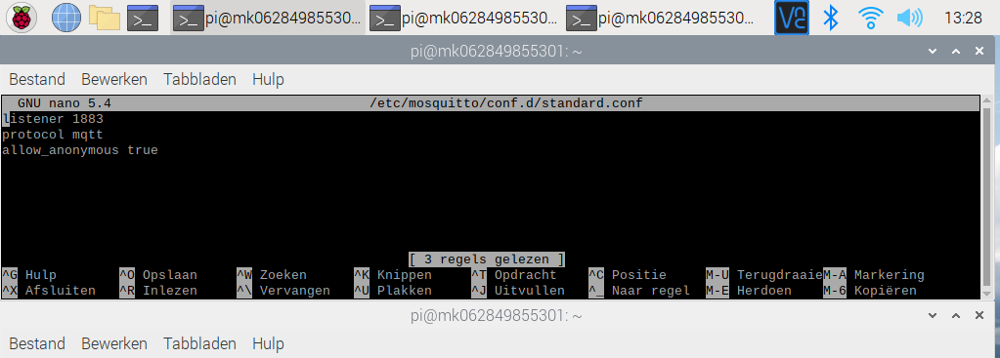 pi@mk06284985530... pi@mk06284985530... pi@mk06284985530... 13:28
pi@mk062849855301: ~
Bestand Bewerken Tabbladen Hulp
GNU nano 5.4 /etc/mosquitto/conf.d/standard.conf
listener 1883
protocol mqtt
allow_anonymous true
[ 3 regels gelezen ]
^G Hulp ^O Opslaan ^W Zoeken ^K Knippen ^T Opdracht ^C Positie M-U TerugdraaieM-A Markering
^X Afsluiten ^R Inlezen ^\ Vervangen ^U Plakken ^J Uitvullen ^_ Naar regel M-E Herdoen M-6 Kopiëren
pi@mk062849855301: ~
Bestand Bewerken Tabbladen Hulp